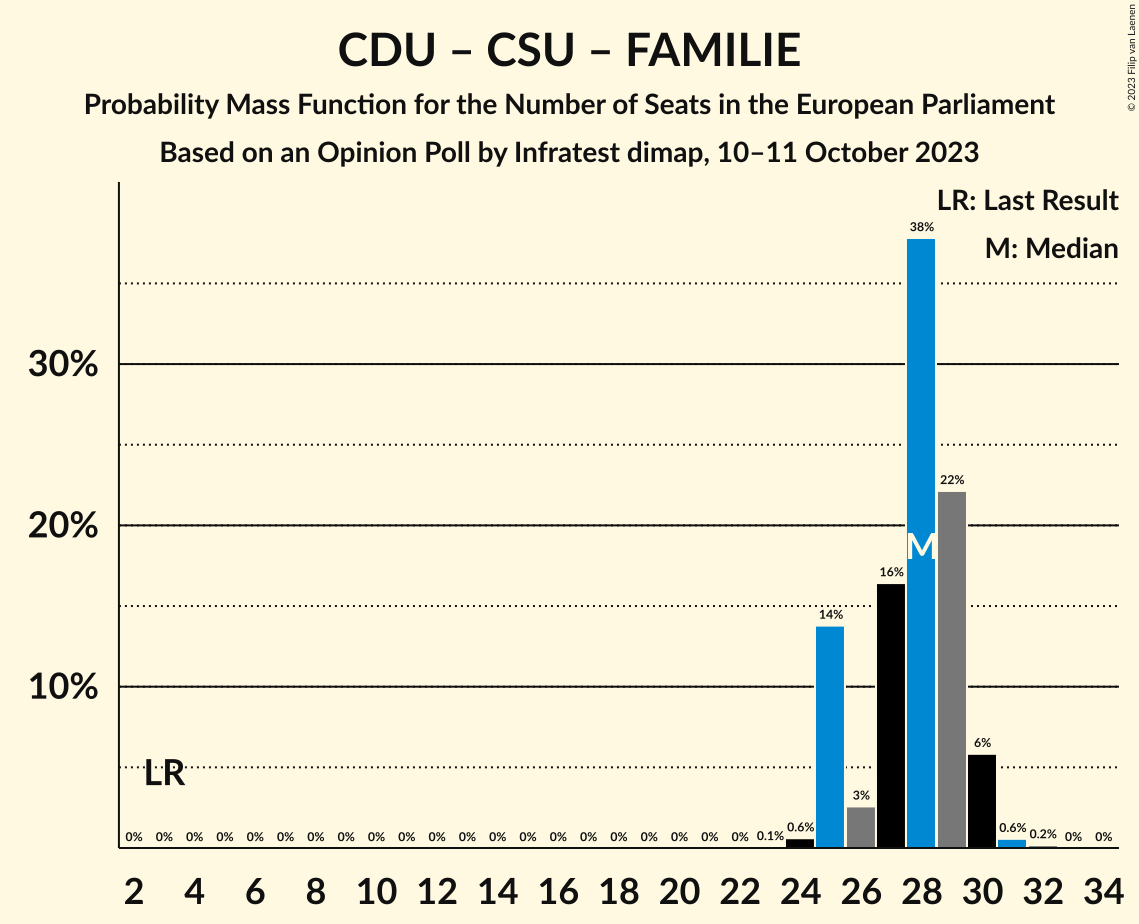 CDU – CSU – FAMILIE
Probability Mass Function for the Number of Seats in the European Parliament
Based on an Opinion Poll by Infratest dimap, 10–11 October 2023
© 2023 Filip van Laenen
LR: Last Result
M: Median
38%
30%
22%
20%
M
16%
14%
10%
LR
6%
3%
0% 0% 0% 0% 0% 0% 0% 0% 0% 0% 0% 0% 0% 0% 0% 0% 0% 0% 0% 0% 0% 0.1% 0.6% 0.6% 0.2% 0% 0%
2 4 6 8 10 12 14 16 18 20 22 24 26 28 30 32 34